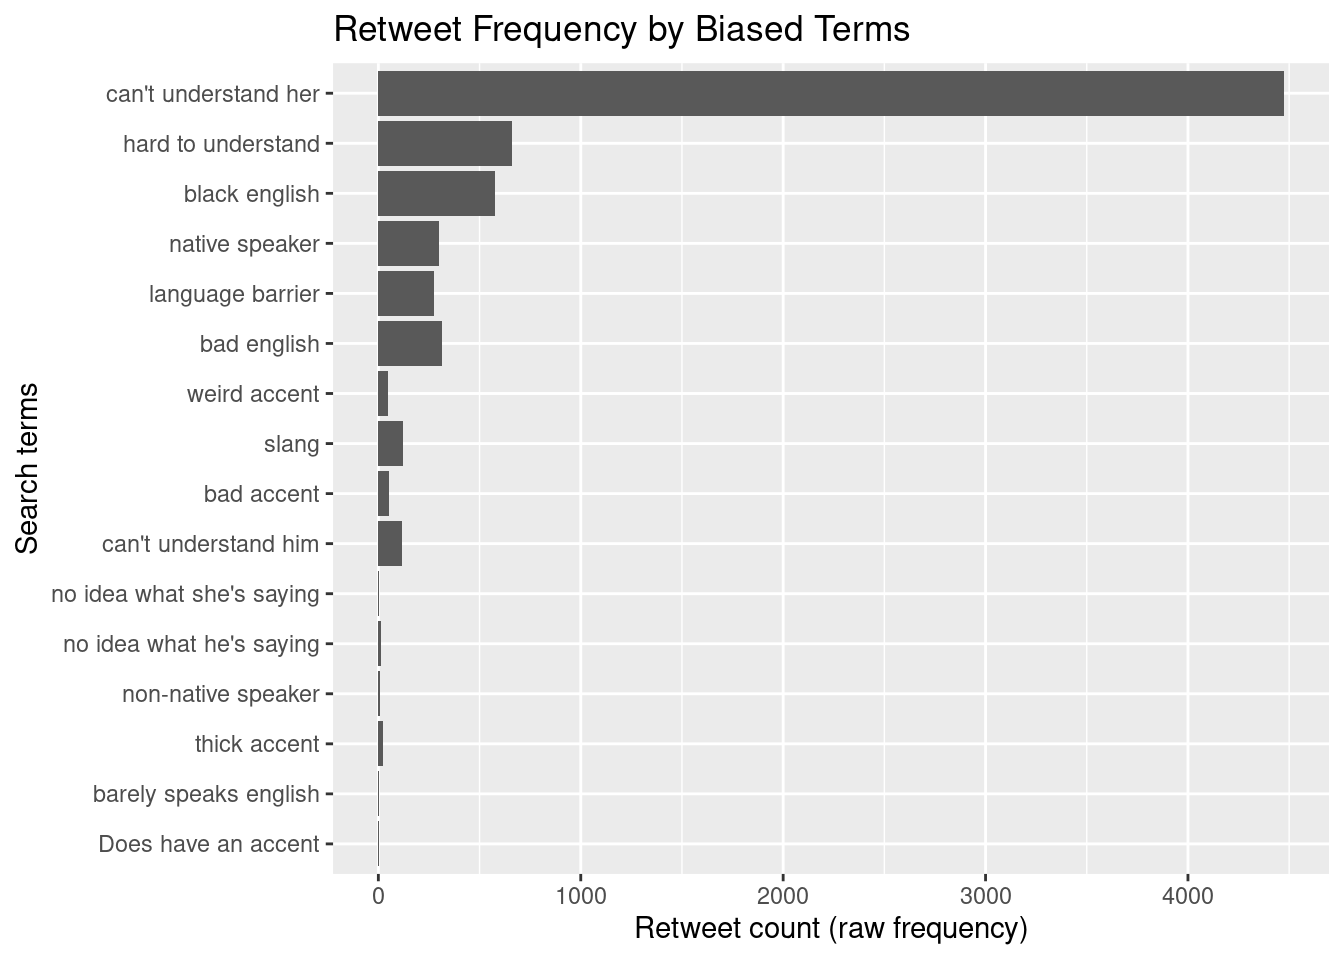 Retweet Frequency by Biased Terms
can't understand her
hard to understand
black english
native speaker
language barrier
bad english
weird accent
slang
bad accent
can't understand him
no idea what she's saying
no idea what he's saying
non-native speaker
thick accent
barely speaks english
Does have an accent
Search terms
0 1000 2000 3000 4000
Retweet count (raw frequency)